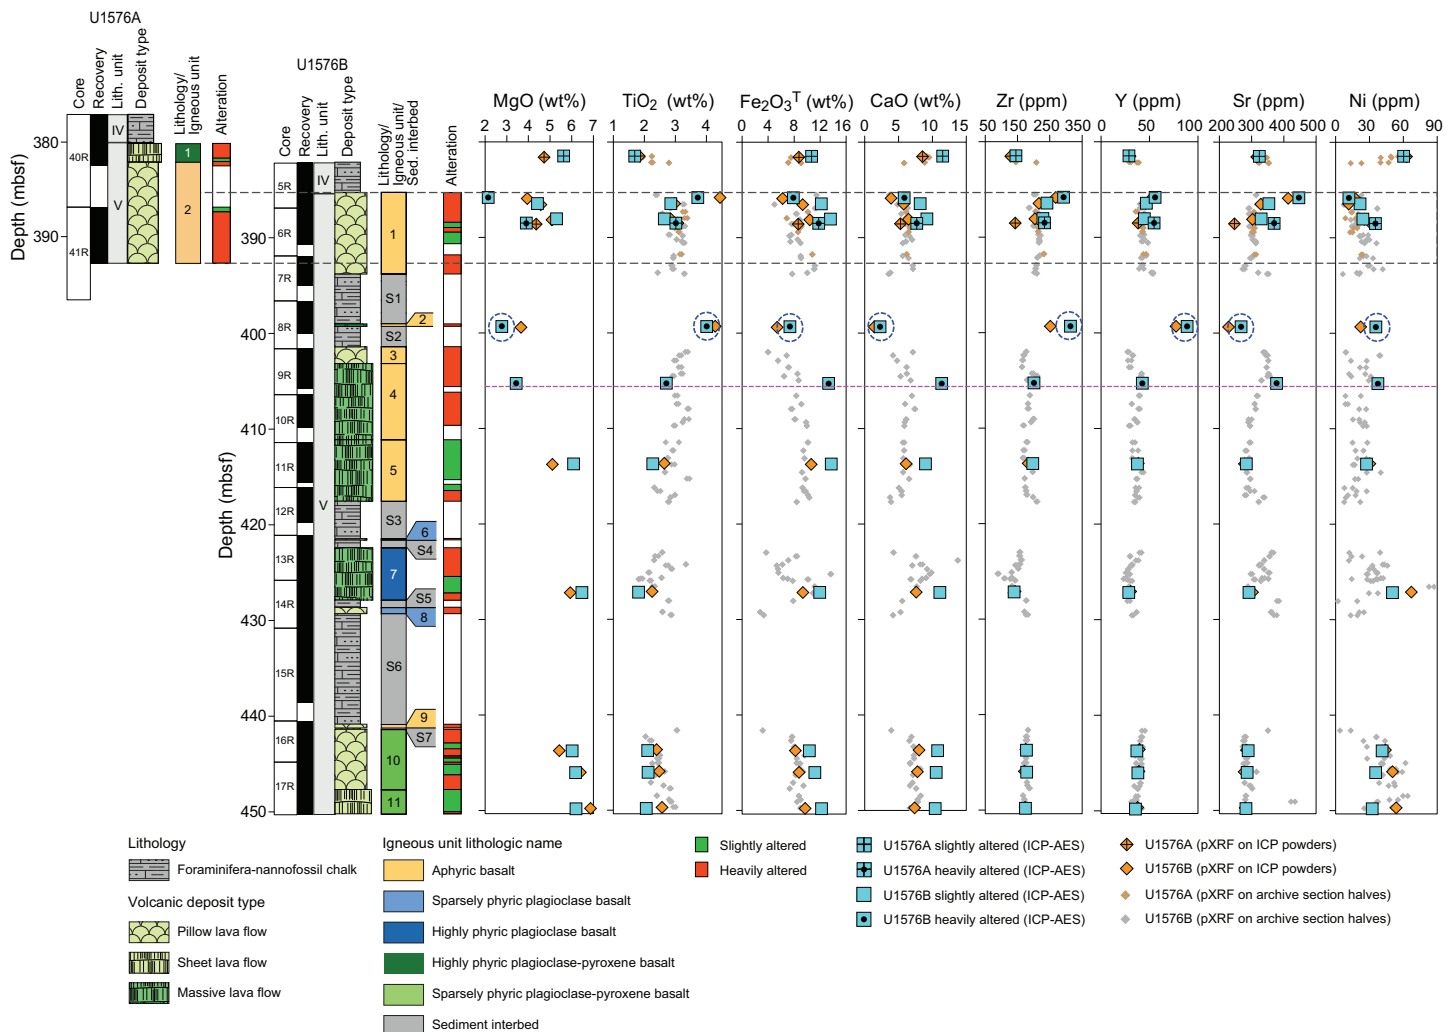 U1576A
Core
Recovery
Lith. unit
Deposit type
Lithology/
Igneous unit
Alteration
Depth (mbsf)
380
390
40R
41R
IV
V
1
2
U1576B
Core
Recovery
Lith. unit
Deposit type
Lithology/
Igneous unit/
Sed. interbed
Alteration
MgO (wt%)
2 3 4 5 6 7
TiO2 (wt%)
1 2 3 4
Fe2O3T (wt%)
0 4 8 12 16
CaO (wt%)
0 5 10 15
Zr (ppm)
50 150 250 350
Y (ppm)
0 50 100
Sr (ppm)
200 300 400 500
Ni (ppm)
0 30 60 90
Depth (mbsf)
390
400
410
420
430
440
450
5R
6R
7R
8R
9R
10R
11R
12R
13R
14R
15R
16R
17R
IV
V
1
S1
2
S2
3
4
5
S3
6
S4
7
S5
8
S6
9
S7
10
11
Lithology
Foraminifera-nannofossil chalk
Volcanic deposit type
Pillow lava flow
Sheet lava flow
Massive lava flow
Igneous unit lithologic name
Aphyric basalt
Sparsely phyric plagioclase basalt
Highly phyric plagioclase basalt
Highly phyric plagioclase-pyroxene basalt
Sparsely phyric plagioclase-pyroxene basalt
Sediment interbed
Slightly altered
Heavily altered
U1576A slightly altered (ICP-AES)
U1576A heavily altered (ICP-AES)
U1576B slightly altered (ICP-AES)
U1576B heavily altered (ICP-AES)
U1576A (pXRF on ICP powders)
U1576B (pXRF on ICP powders)
U1576A (pXRF on archive section halves)
U1576B (pXRF on archive section halves)